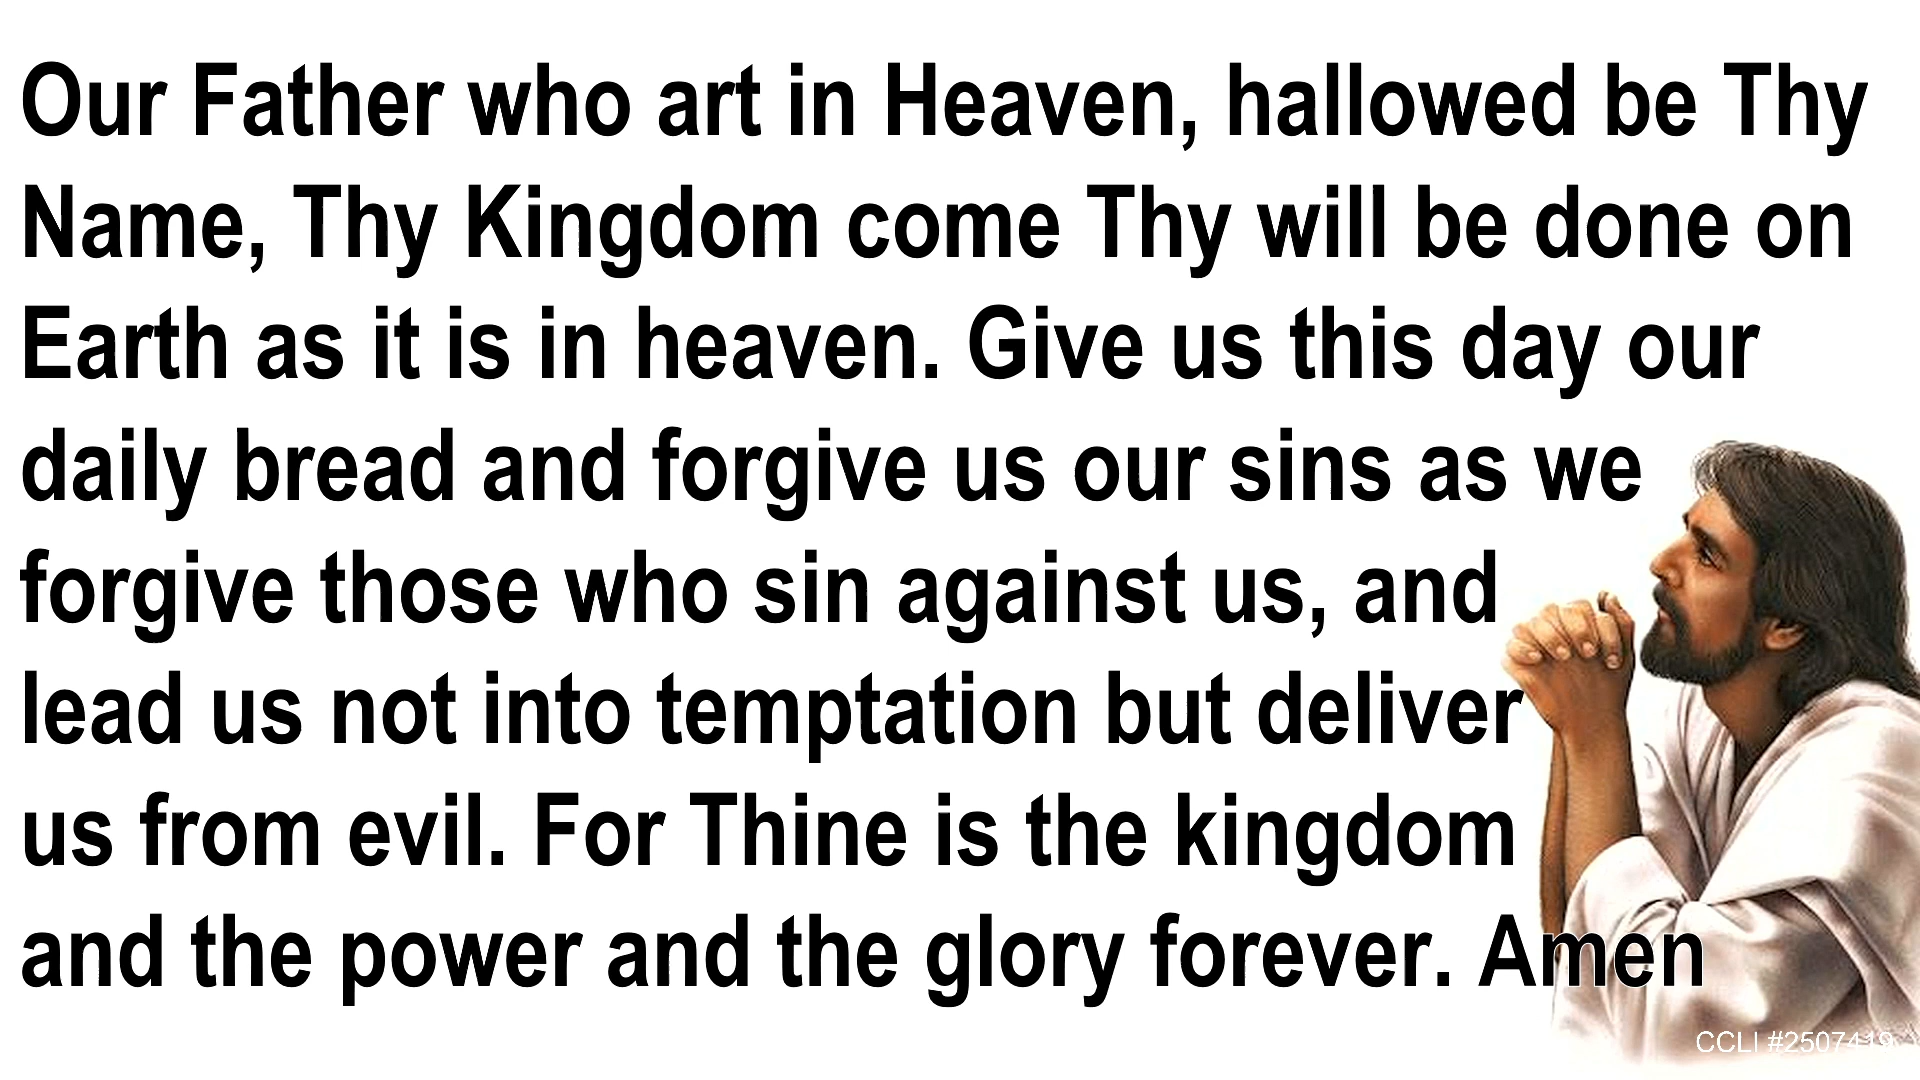 Our Father who art in Heaven, hallowed be Thy
Name, Thy Kingdom come Thy will be done on
Earth as it is in heaven. Give us this day our
daily bread and forgive us our sins as we
forgive those who sin against us, and
lead us not into temptation but deliver
us from evil. For Thine is the kingdom
and the power and the glory forever. Amen
CCLI #2507419